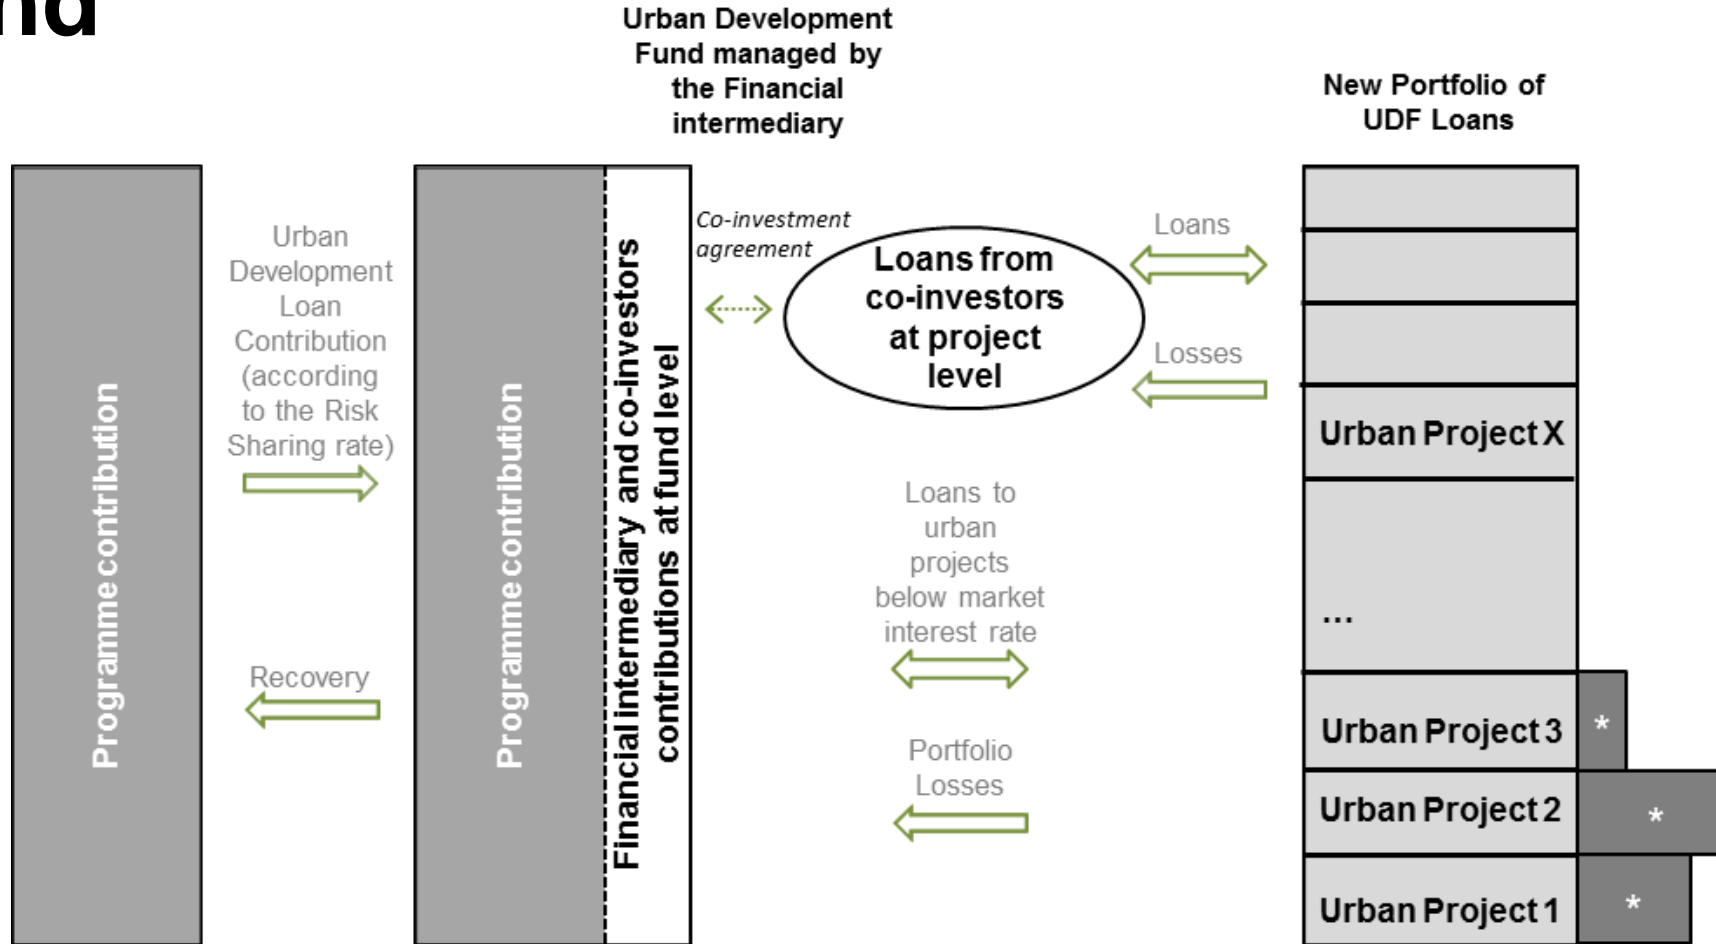 nd
Urban Development
Fund managed by
the Financial
intermediary
New Portfolio of
UDF Loans
Programme contribution
Urban
Development
Loan
Contribution
(according
to the Risk
Sharing rate)
Recovery
Programme contribution
Financial intermediary and co-investors
contributions at fund level
Co-investment
agreement
Loans from
co-investors
at project
level
Loans
Losses
Loans to
urban
projects
below market
interest rate
Portfolio
Losses
Urban Project X
...
Urban Project 3
*
Urban Project 2
*
Urban Project 1
*